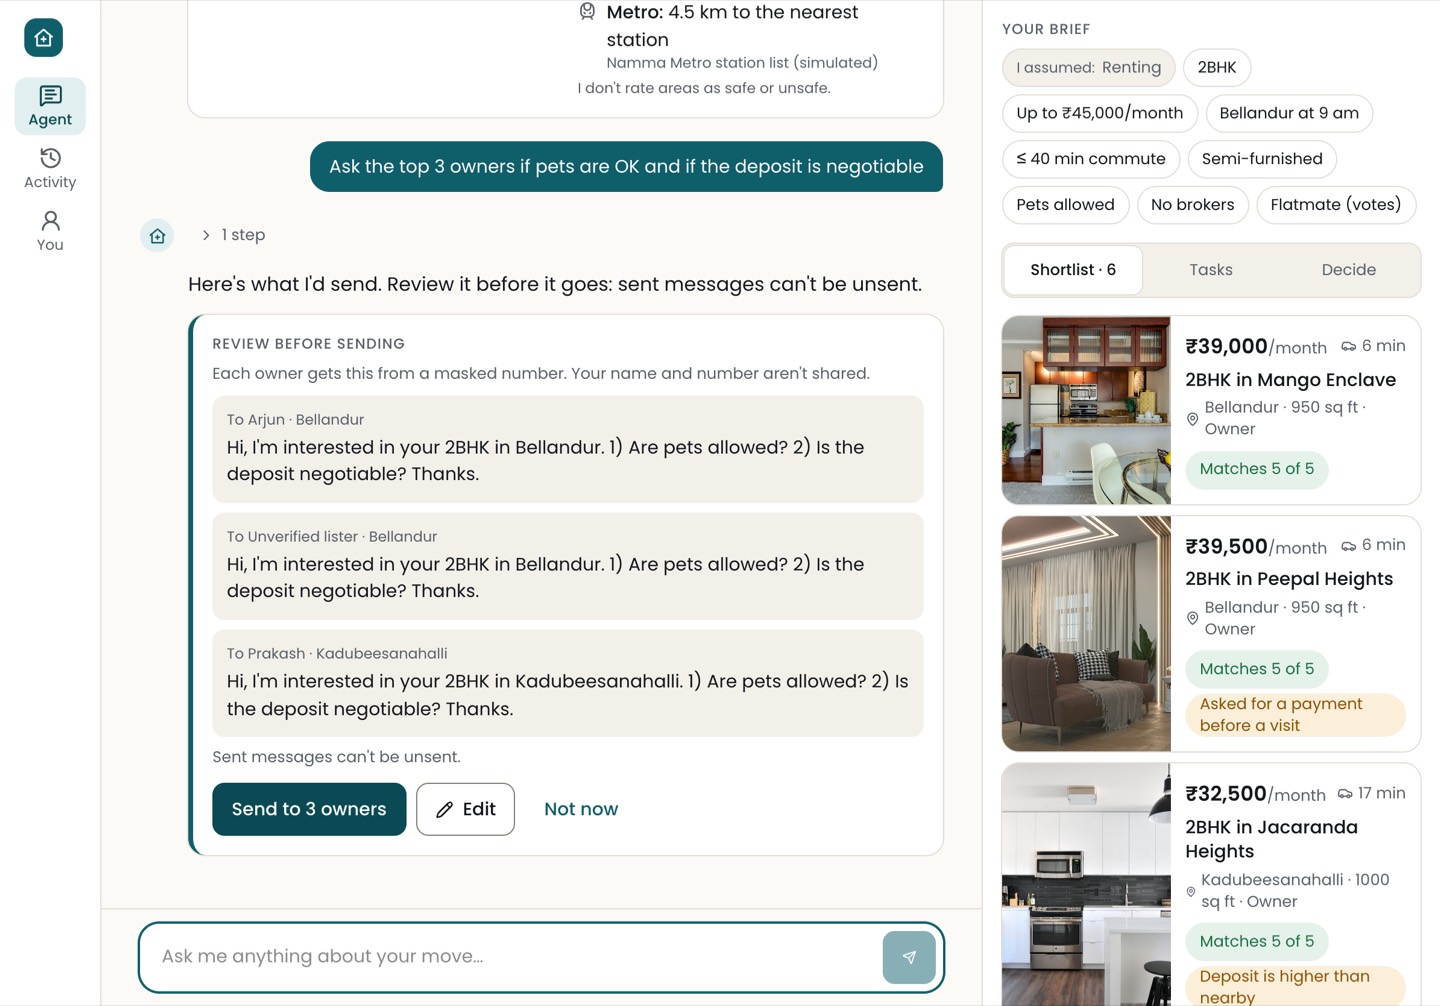 Agent
Activity
You
Metro: 4.5 km to the nearest
station
Namma Metro station list (simulated)
I don't rate areas as safe or unsafe.
Ask the top 3 owners if pets are OK and if the deposit is negotiable
1 step
Here's what I'd send. Review it before it goes: sent messages can't be unsent.
REVIEW BEFORE SENDING
Each owner gets this from a masked number. Your name and number aren't shared.
To Arjun · Bellandur
Hi, I'm interested in your 2BHK in Bellandur. 1) Are pets allowed? 2) Is the
deposit negotiable? Thanks.
To Unverified lister · Bellandur
Hi, I'm interested in your 2BHK in Bellandur. 1) Are pets allowed? 2) Is the
deposit negotiable? Thanks.
To Prakash · Kadubeesanahalli
Hi, I'm interested in your 2BHK in Kadubeesanahalli. 1) Are pets allowed? 2) Is
the deposit negotiable? Thanks.
Sent messages can't be unsent.
Send to 3 owners
Edit
Not now
Ask me anything about your move...
YOUR BRIEF
I assumed: Renting
2BHK
Up to ₹45,000/month
Bellandur at 9 am
≤ 40 min commute
Semi-furnished
Pets allowed
No brokers
Flatmate (votes)
Shortlist · 6
Tasks
Decide
₹39,000/month
6 min
2BHK in Mango Enclave
Bellandur · 950 sq ft ·
Owner
Matches 5 of 5
₹39,500/month
6 min
2BHK in Peepal Heights
Bellandur · 950 sq ft ·
Owner
Matches 5 of 5
Asked for a payment
before a visit
₹32,500/month
17 min
2BHK in Jacaranda
Heights
Kadubeesanahalli · 1000
sq ft · Owner
Matches 5 of 5
Deposit is higher than
nearby